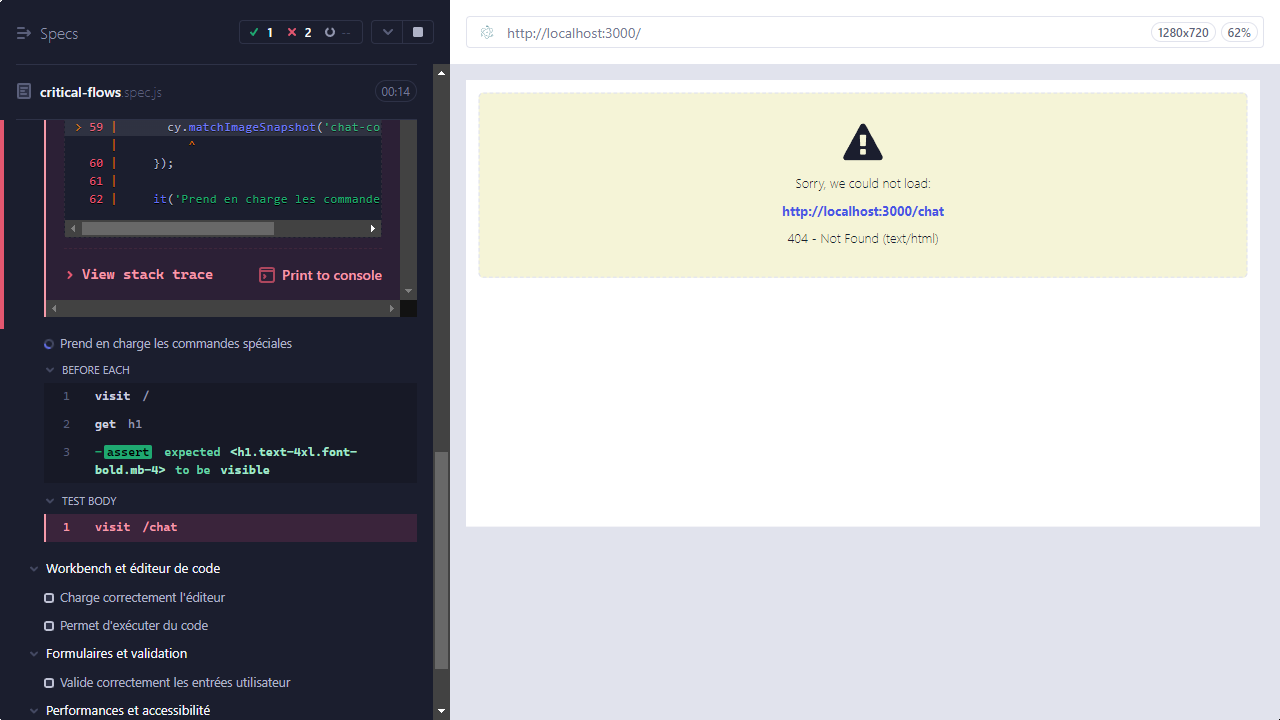 Specs
1
2
--
critical-flows.spec.js
00:14
> 59 |       cy.matchImageSnapshot('chat-co
|          ^
60 |     });
61 |
62 |     it('Prend en charge les commande
> View stack trace
Print to console
Prend en charge les commandes spéciales
BEFORE EACH
1 visit /
2 get h1
3 -assert expected <h1.text-4xl.font-
bold.mb-4> to be visible
TEST BODY
1 visit /chat
Workbench et éditeur de code
Charge correctement l'éditeur
Permet d'exécuter du code
Formulaires et validation
Valide correctement les entrées utilisateur
Performances et accessibilité
http://localhost:3000/
1280x720
62%
Sorry, we could not load:
http://localhost:3000/chat
404 - Not Found (text/html)